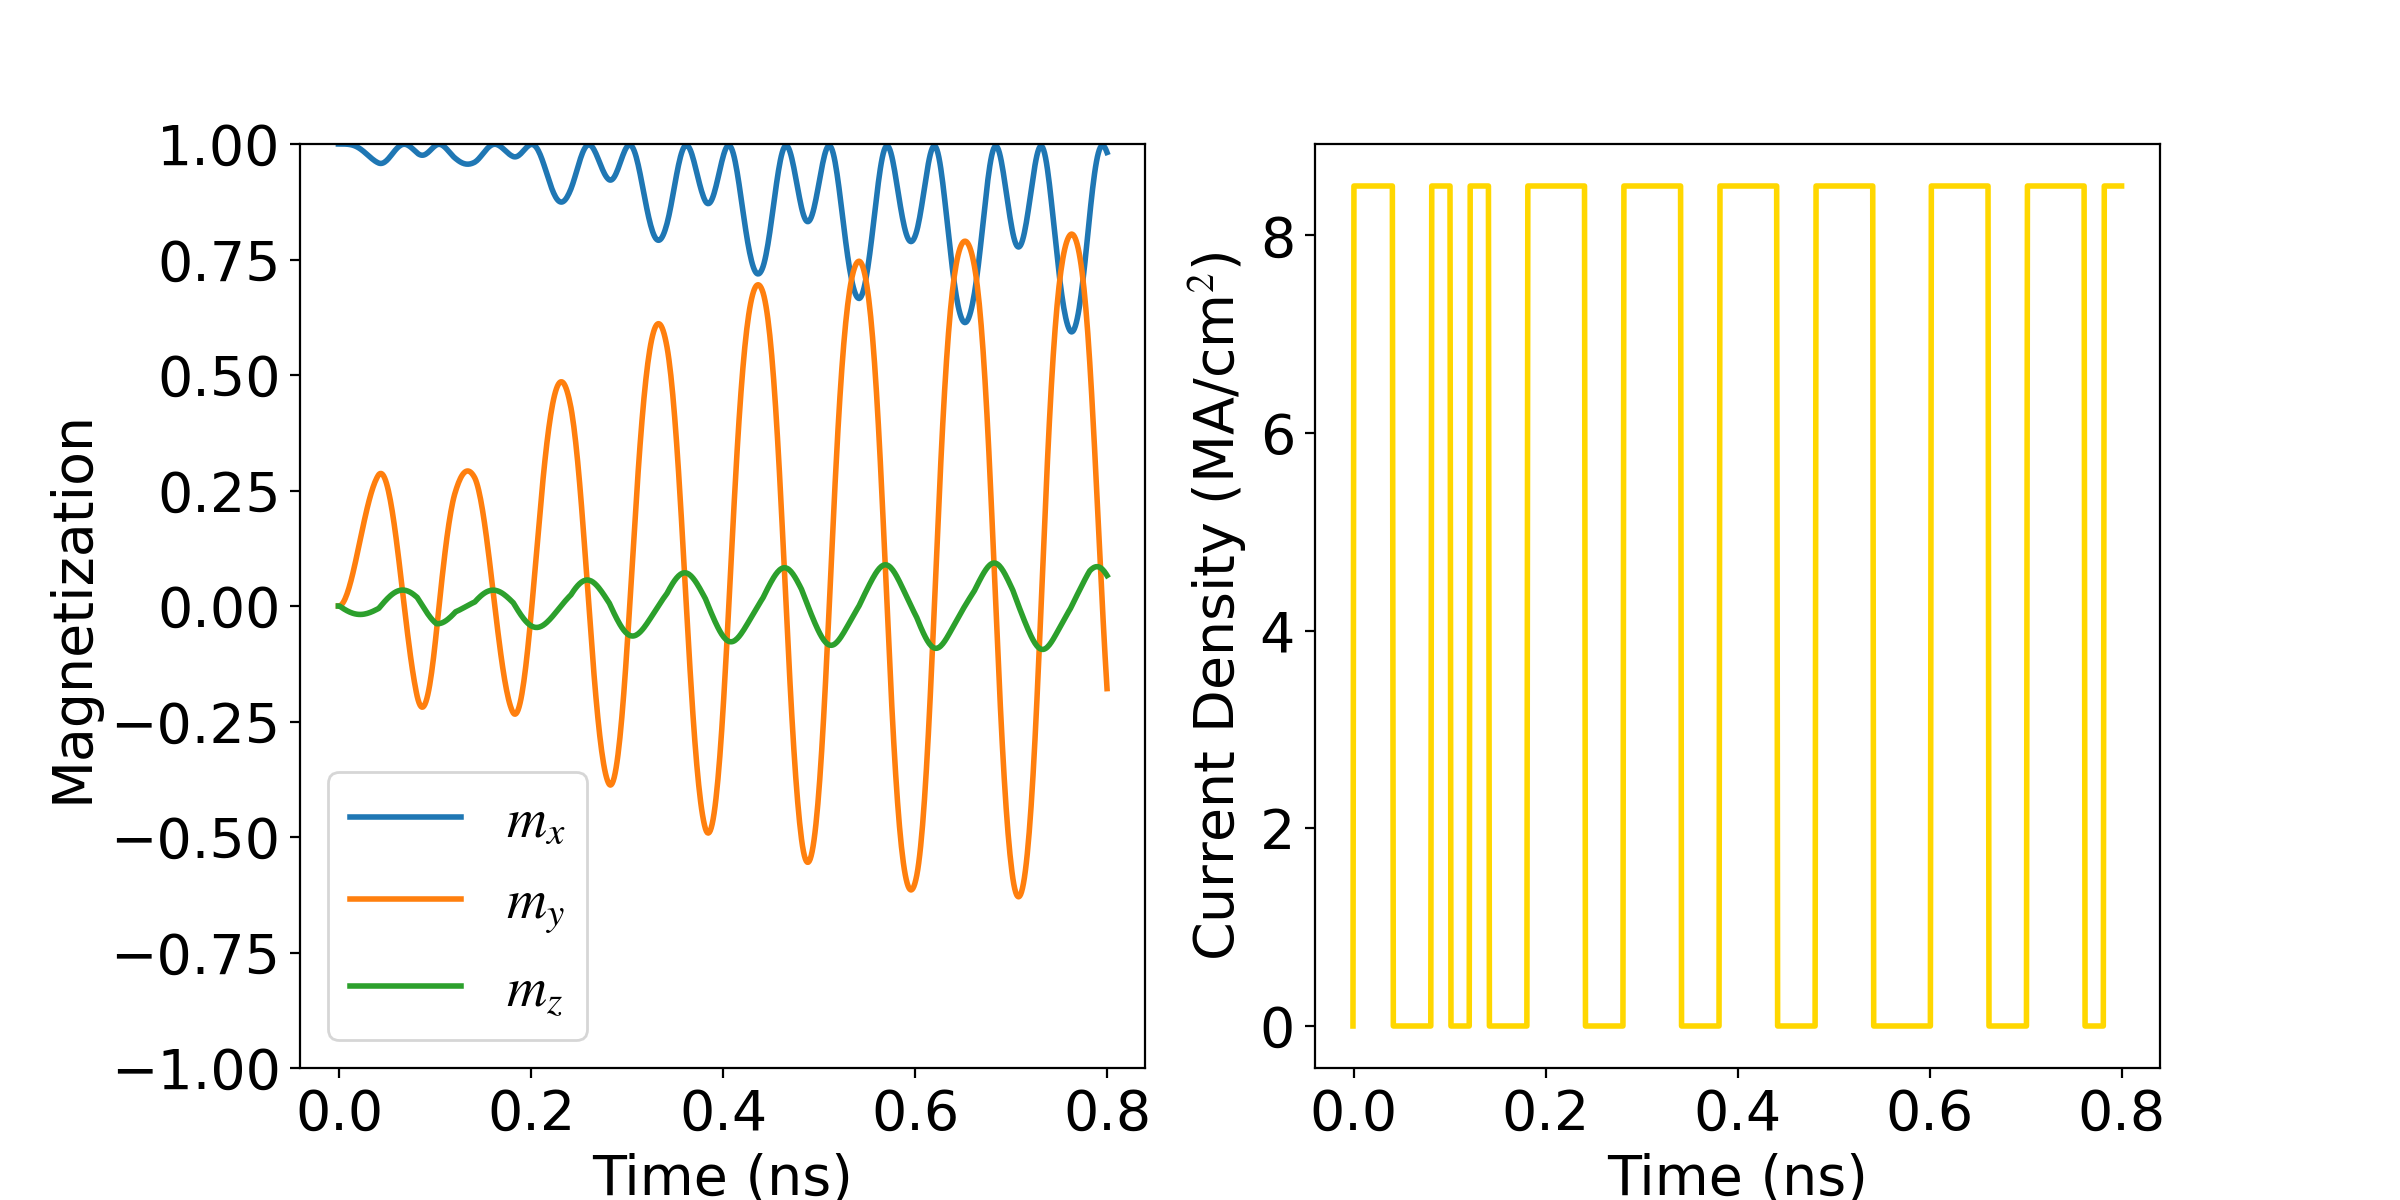 Magnetization
1.00
0.75
0.50
0.25
0.00
−0.25
−0.50
−0.75
−1.00
m_x
m_y
m_z
0.0 0.2 0.4 0.6 0.8
Time (ns)
Current Density (MA/cm²)
8
6
4
2
0
0.0 0.2 0.4 0.6 0.8
Time (ns)